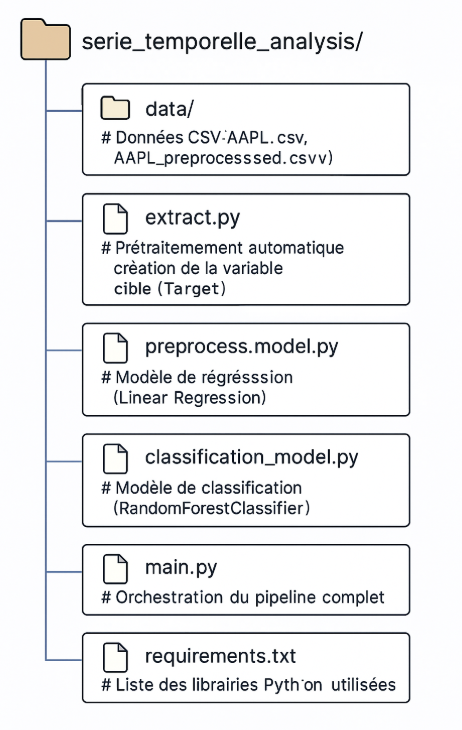 serie_temporelle_analysis/
data/
# Données CSV·AAPL.csv,
AAPL_preprocesssed.csvv)
extract.py
# Prétraitemement automatique
crèation de la variable
cible (Target)
preprocess.model.py
# Modèle de régrésssion
(Linear Regression)
classification_model.py
# Modèle de classification
(RandomForestClassifier)
main.py
# Orchestration du pipeline complet
requirements.txt
# Liste des librairies Pyth·on utilisées